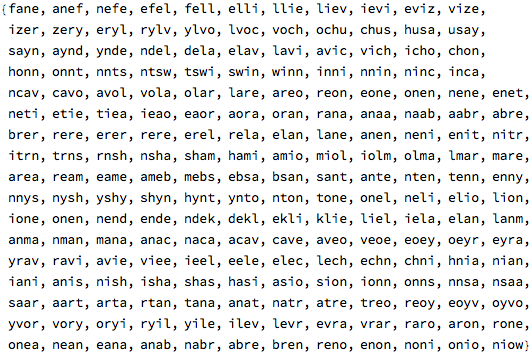 {fane, anef, nefe, efel, fell, elli, llie, liev, ievi, eviz, vize,
izer, zery, eryl, rylv, ylvo, lvoc, voch, ochu, chus, husa, usay,
sayn, aynd, ynde, ndel, dela, elav, lavi, avic, vich, icho, chon,
honn, onnt, nnts, ntsw, tswi, swin, winn, inni, nnin, ninc, inca,
ncav, cavo, avol, vola, olar, lare, areo, reon, eone, onen, nene, enet,
neti, etie, tiea, ieao, eaor, aora, oran, rana, anaa, naab, aabr, abre,
brer, rere, erer, rere, erel, rela, elan, lane, anen, neni, enit, nitr,
itrn, trns, rnsh, nsha, sham, hami, amio, miol, iolm, olma, lmar, mare,
area, ream, eame, ameb, mebs, ebsa, bsan, sant, ante, nten, tenn, enny,
nnys, nysh, yshy, shyn, hynt, ynto, nton, tone, onel, neli, elio, lion,
ione, onen, nend, ende, ndek, dekl, ekli, klie, liel, iela, elan, lanm,
anma, nman, mana, anac, naca, acav, cave, aveo, veoe, eoey, oeyr, eyra,
yrav, ravi, avie, viee, ieel, eele, elec, lech, echn, chni, hnia, nian,
iani, anis, nish, isha, shas, hasi, asio, sion, ionn, onns, nnsa, nsaa,
saar, aart, arta, rtan, tana, anat, natr, atre, treo, reoy, eoyv, oyvo,
yvor, vory, oryi, ryil, yile, ilev, levr, evra, vrar, raro, aron, rone,
onea, nean, eana, anab, nabr, abre, bren, reno, enon, noni, onio, niow}